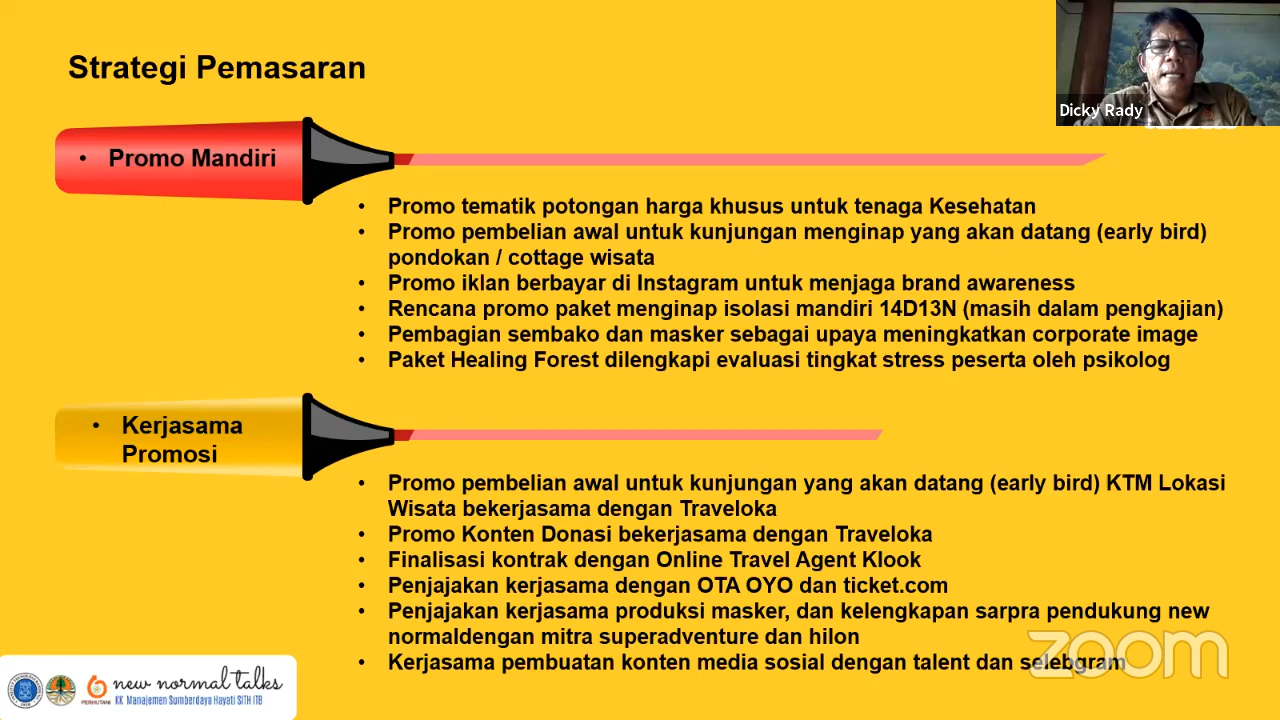 Strategi Pemasaran
Dicky Rady
• Promo Mandiri
• Promo tematik potongan harga khusus untuk tenaga Kesehatan
• Promo pembelian awal untuk kunjungan menginap yang akan datang (early bird)
pondokan / cottage wisata
• Promo iklan berbayar di Instagram untuk menjaga brand awareness
• Rencana promo paket menginap isolasi mandiri 14D13N (masih dalam pengkajian)
• Pembagian sembako dan masker sebagai upaya meningkatkan corporate image
• Paket Healing Forest dilengkapi evaluasi tingkat stress peserta oleh psikolog
• Kerjasama
Promosi
• Promo pembelian awal untuk kunjungan yang akan datang (early bird) KTM Lokasi
Wisata bekerjasama dengan Traveloka
• Promo Konten Donasi bekerjasama dengan Traveloka
• Finalisasi kontrak dengan Online Travel Agent Klook
• Penjajakan kerjasama dengan OTA OYO dan ticket.com
• Penjajakan kerjasama produksi masker, dan kelengkapan sarpra pendukung new
normaldengan mitra superadventure dan hilon
• Kerjasama pembuatan konten media sosial dengan talent dan selebgram
zoom
PERHUTANI
new normal talks
KK Manajemen Sumberdaya Hayati SITH ITB